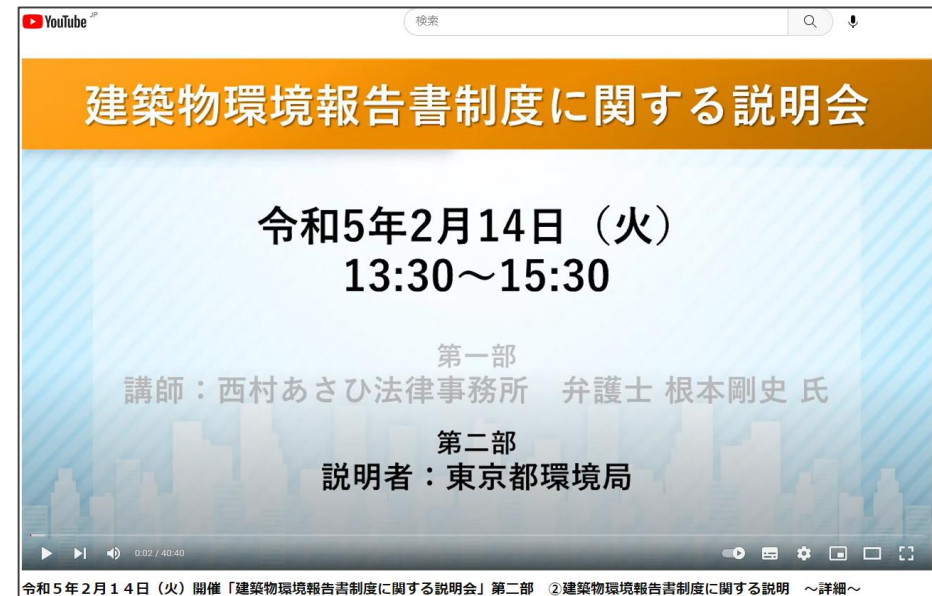 YouTube JP
検索
建築物環境報告書制度に関する説明会
令和5年2月14日（火）
13:30～15:30
第一部
講師：西村あさひ法律事務所　弁護士 根本剛史 氏
第二部
説明者：東京都環境局
0:02 / 40:40
令和５年２月１４日（火）開催「建築物環境報告書制度に関する説明会」第二部　②建築物環境報告書制度に関する説明　～詳細～